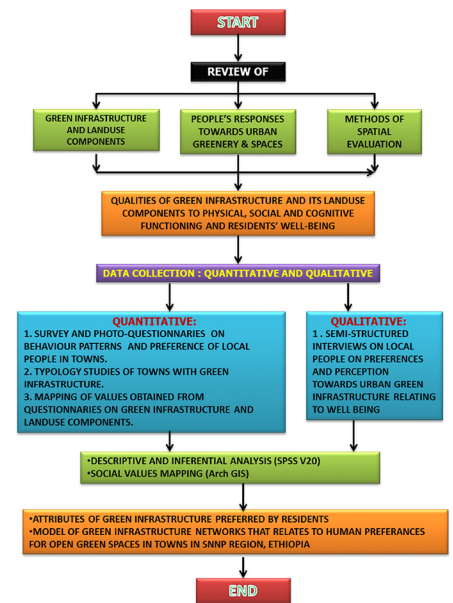 START
REVIEW OF
GREEN INFRASTRUCTURE
AND LANDUSE
COMPONENTS
PEOPLE'S RESPONSES
TOWARDS URBAN
GREENERY & SPACES
METHODS OF
SPATIAL
EVALUATION
QUALITIES OF GREEN INFRASTRUCTURE AND ITS LANDUSE
COMPONENTS TO PHYSICAL, SOCIAL AND COGNITIVE
FUNCTIONING AND RESIDENTS' WELL-BEING
DATA COLLECTION : QUANTITATIVE AND QUALITATIVE
QUANTITATIVE:
1. SURVEY AND PHOTO-QUESTIONNARIES ON
BEHAVIOUR PATTERNS AND PREFERENCE OF LOCAL
PEOPLE IN TOWNS.
2. TYPOLOGY STUDIES OF TOWNS WITH GREEN
INFRASTRUCTURE.
3. MAPPING OF VALUES OBTAINED FROM
QUESTIONNARIES ON GREEN INFRASTRUCTURE AND
LANDUSE COMPONENTS.
QUALITATIVE:
1 . SEMI-STRUCTURED
INTERVIEWS ON LOCAL
PEOPLE ON PREFERENCES
AND PERCEPTION
TOWARDS URBAN GREEN
INFRASTRUCTURE
RELATING TO WELL BEING
•DESCRIPTIVE AND INFERENTIAL ANALYSIS (SPSS V20)
•SOCIAL VALUES MAPPING (Arch GIS)
•ATTRIBUTES OF GREEN INFRASTRUCTURE PREFERRED BY RESIDENTS
•MODEL OF GREEN INFRASTRUCTURE NETWORKS THAT RELATES TO HUMAN PREFERANCES
FOR OPEN GREEN SPACES IN TOWNS IN SNNP REGION, ETHIOPIA
END